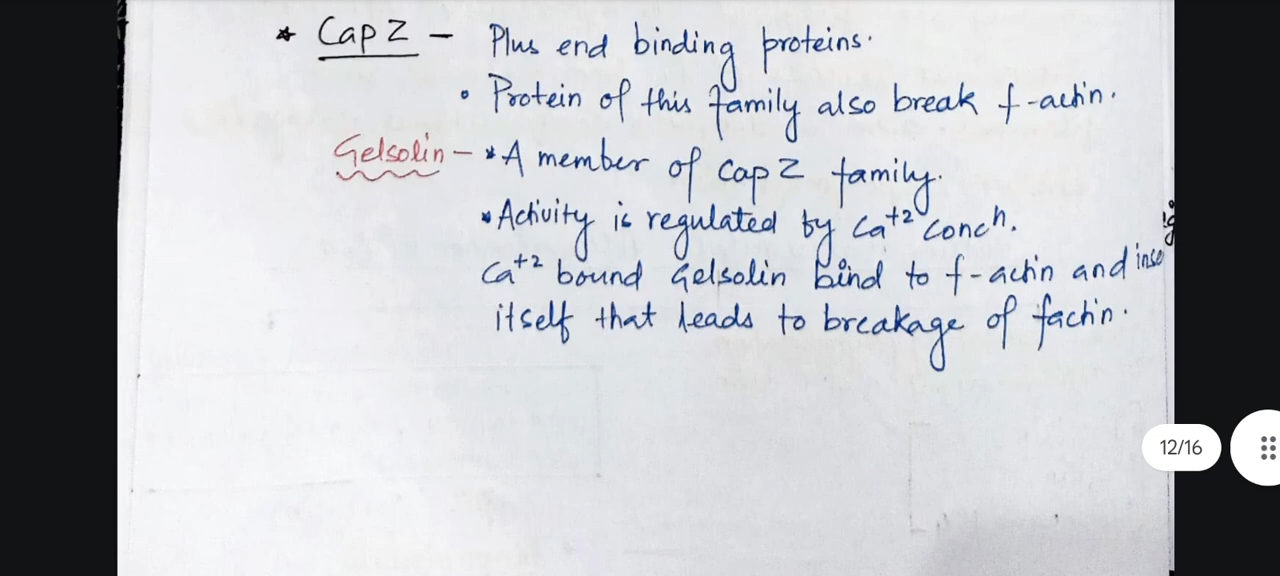 * Cap Z - Plus end binding proteins.
• Protein of this family also break f-actin.
Gelsolin - * A member of Cap Z family.
* Activity is regulated by Ca+2 concn.
Ca+2 bound Gelsolin bind to f-actin and
itself that leads to breakage of factin.
12/16